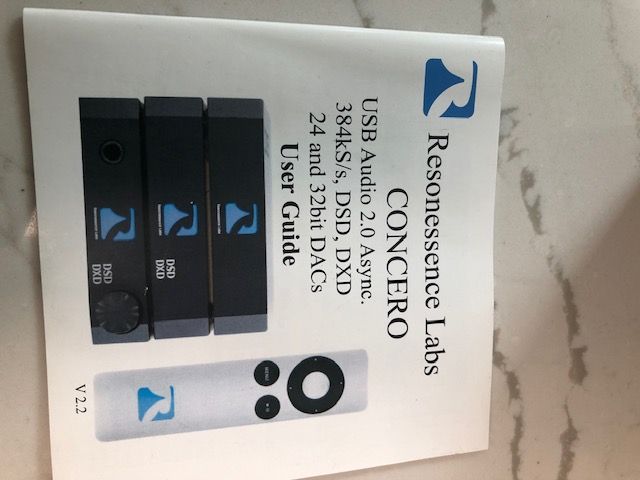 Resonessence Labs
CONCERO
USB Audio 2.0 Async.
384kS/s, DSD, DXD
24 and 32bit DACs
User Guide
DSD
DXD
DSD
DXD
MENU
V 2.2